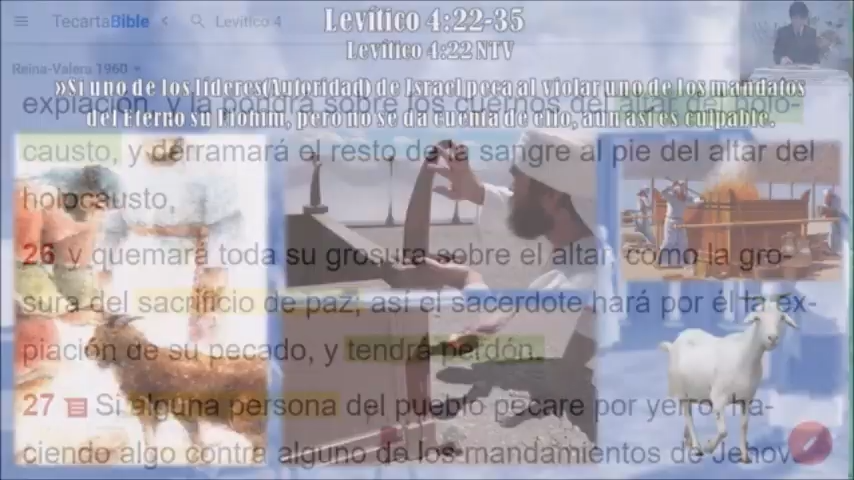 Levítico 4:22-35
TecartaBible
Levítico 4
Levítico 4:22 NTV
Reina-Valera 1960
»Si uno de los líderes(Autoridad) de Israel peca al violar uno de los mandatos
del Eterno su Elohim, pero no se da cuenta de ello, aun así es culpable.
expiación, y la pondrá sobre los cuernos del altar del holo-
causto, y derramará el resto de la sangre al pie del altar del
holocausto,
26 y quemará toda su grosura sobre el altar, como la gro-
sura del sacrificio de paz; así el sacerdote hará por él la ex-
piación de su pecado, y tendrá perdón.
27 Si alguna persona del pueblo pecare por yerro, ha-
ciendo algo contra alguno de los mandamientos de Jehov